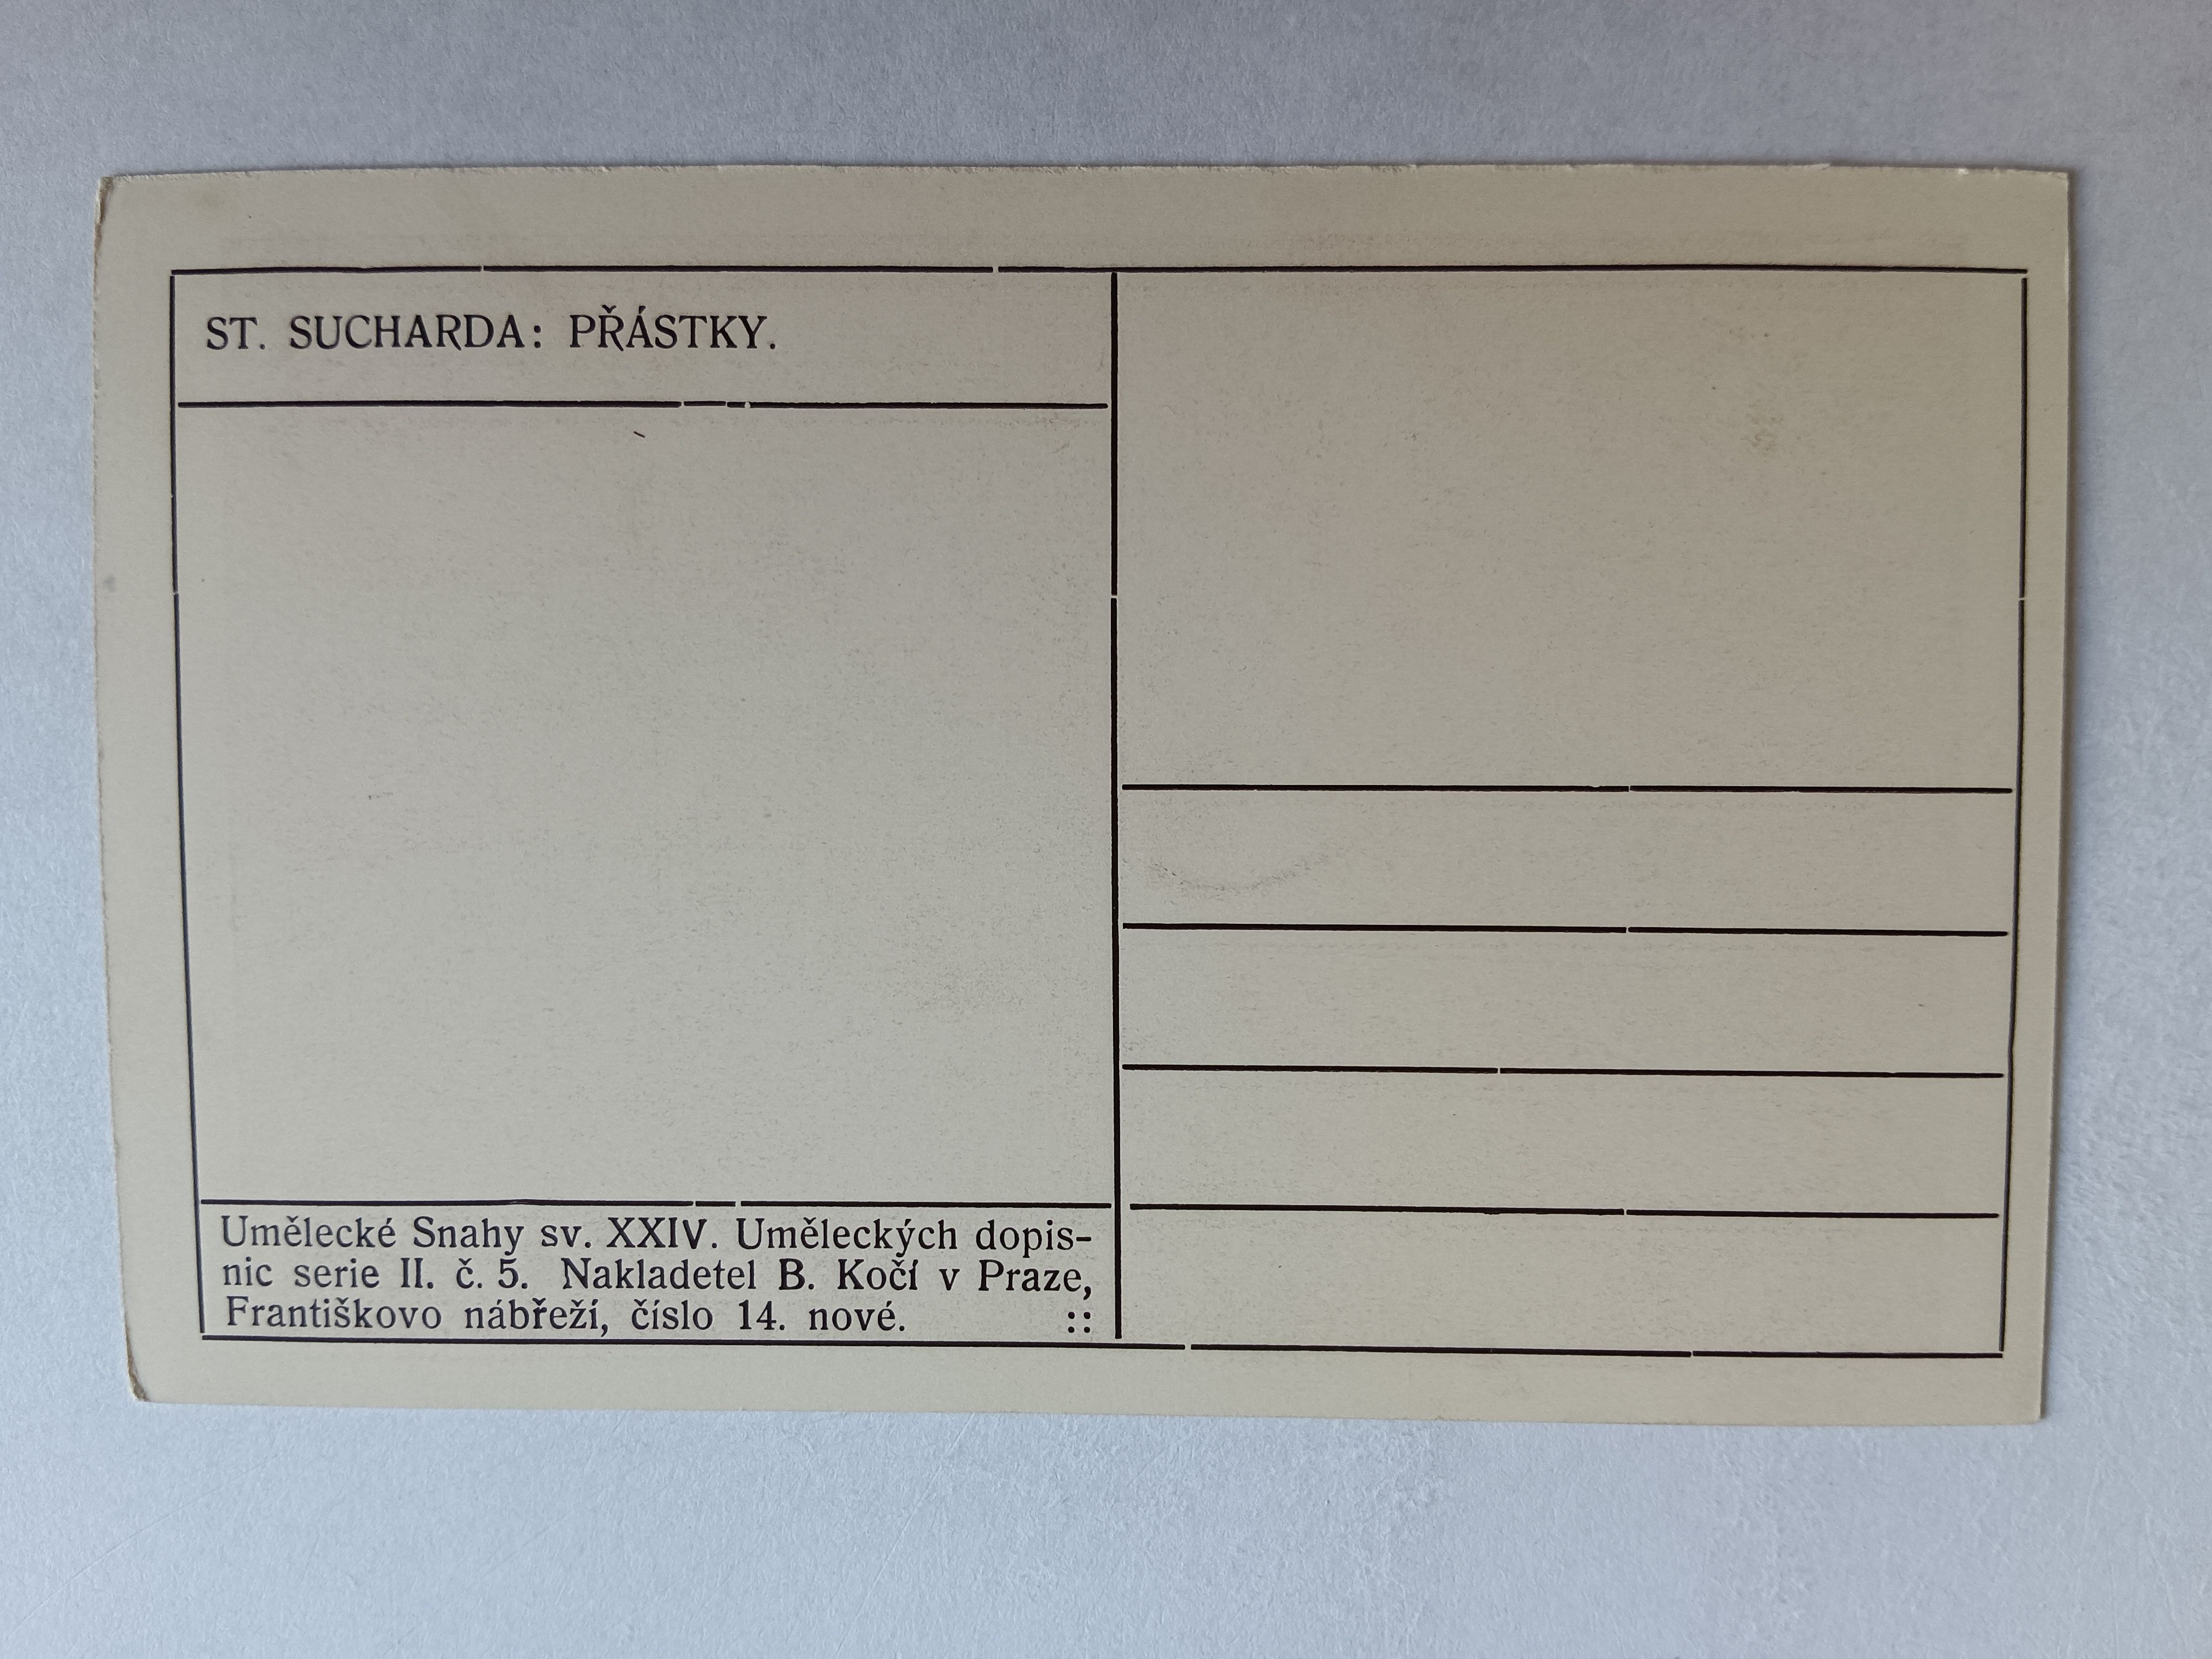 ST. SUCHARDA: PŘÁSTKY.
Umělecké Snahy sv. XXIV. Uměleckých dopis-
nic serie II. č. 5. Nakladetel B. Kočí v Praze,
Františkovo nábřeží, číslo 14. nové. ::